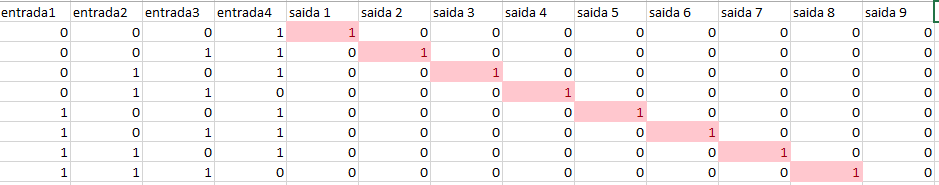 entrada1 entrada2 entrada3 entrada4 saida 1 saida 2 saida 3 saida 4 saida 5 saida 6 saida 7 saida 8 saida 9
0 0 0 1 1 0 0 0 0 0 0 0 0
0 0 1 1 0 1 0 0 0 0 0 0 0
0 1 0 1 0 0 1 0 0 0 0 0 0
0 1 1 0 0 0 0 1 0 0 0 0 0
1 0 0 1 0 0 0 0 1 0 0 0 0
1 0 1 1 0 0 0 0 0 1 0 0 0
1 1 0 1 0 0 0 0 0 0 1 0 0
1 1 1 0 0 0 0 0 0 0 0 1 0